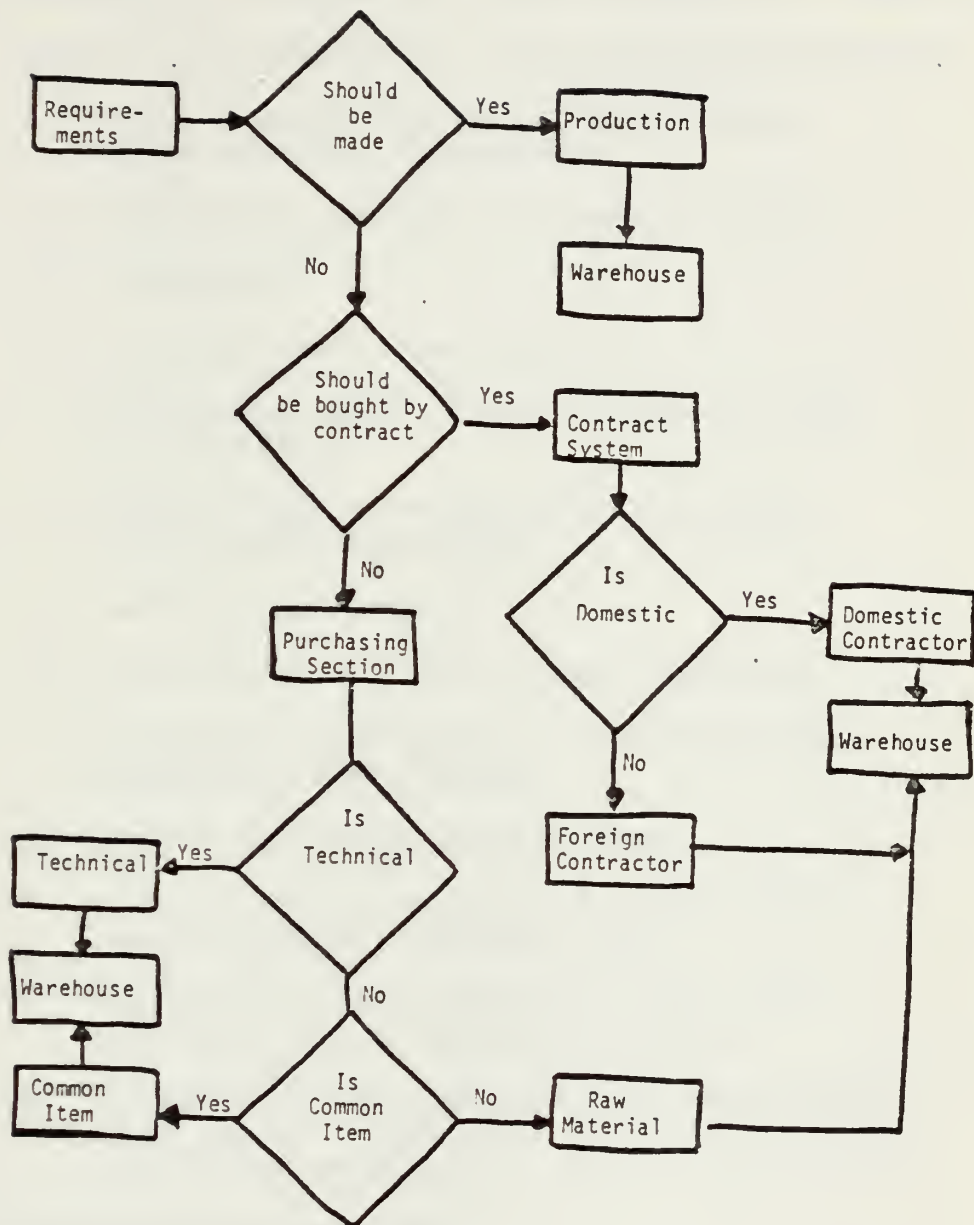 Require-
ments
Should
be
made
Yes
Production
Warehouse
No
Should
be bought by
contract
Yes
Contract
System
No
Purchasing
Section
Is
Domestic
Yes
Domestic
Contractor
Warehouse
No
Foreign
Contractor
Is
Technical
Yes
Technical
Warehouse
No
Is
Common
Item
Yes
Common
Item
No
Raw
Material